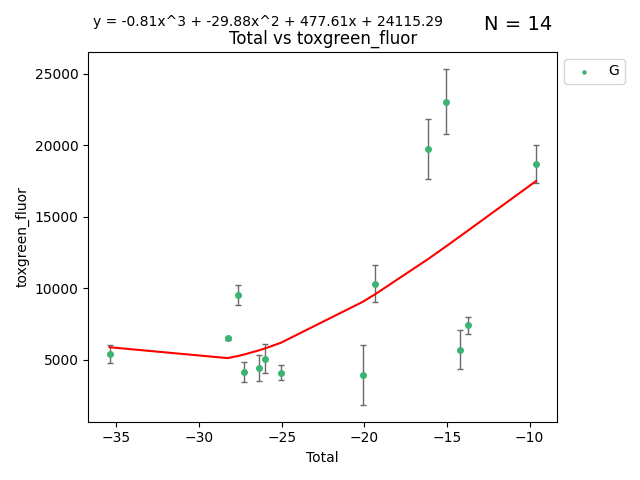 y = -0.81x^3 + -29.88x^2 + 477.61x + 24115.29
N = 14
Total vs toxgreen_fluor
G
toxgreen_fluor
25000
20000
15000
10000
5000
−35
−30
−25
−20
−15
−10
Total